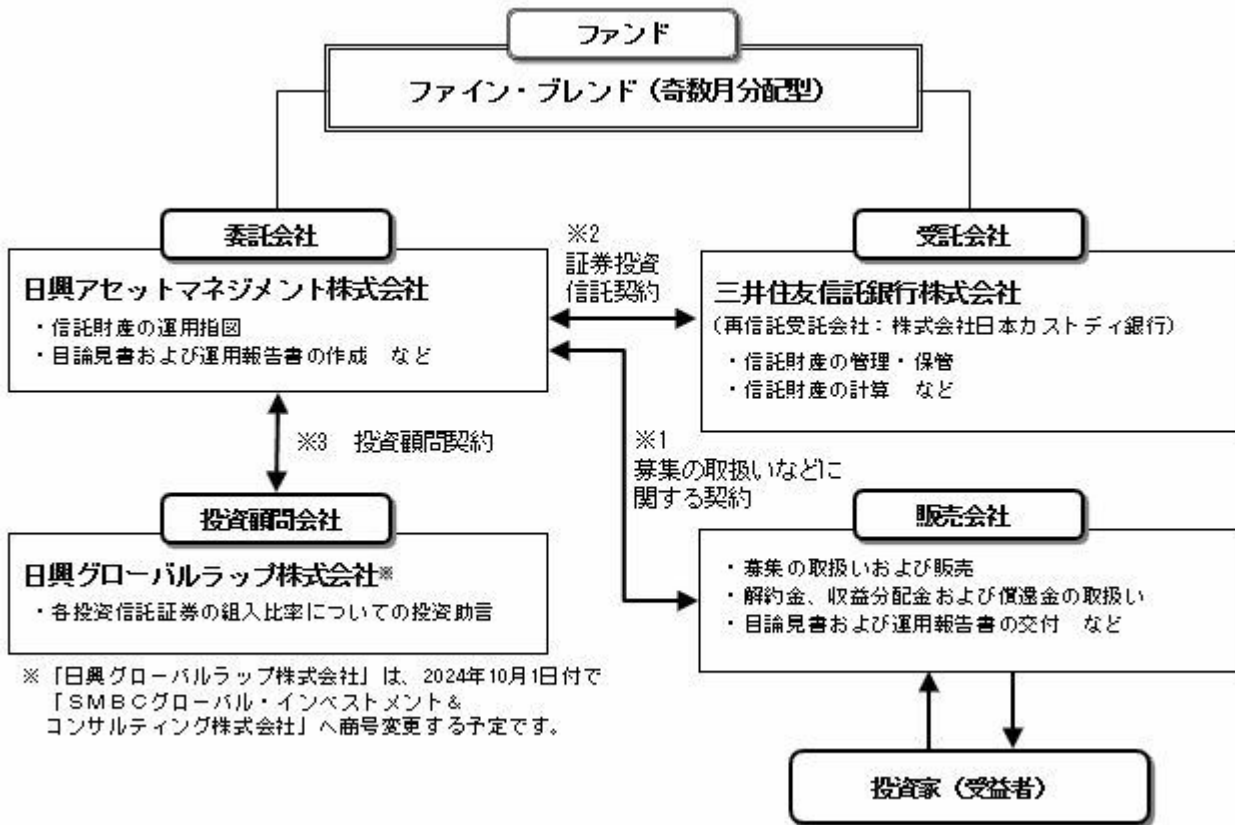 ファンド
ファイン・ブレンド（奇数月分配型）
委託会社
日興アセットマネジメント株式会社
・信託財産の運用指図
・目論見書および運用報告書の作成　など
※2
証券投資
信託契約
受託会社
三井住友信託銀行株式会社
（再信託受託会社：株式会社日本カストディ銀行）
・信託財産の管理・保管
・信託財産の計算　など
※3　投資顧問契約
※1
募集の取扱いなどに
関する契約
投資顧問会社
日興グローバルラップ株式会社※
・各投資信託証券の組入比率についての投資助言
販売会社
・募集の取扱いおよび販売
・解約金、収益分配金および償還金の取扱い
・目論見書および運用報告書の交付　など
※「日興グローバルラップ株式会社」は、2024年10月1日付で
「ＳＭＢＣグローバル・インベストメント＆
コンサルティング株式会社」へ商号変更する予定です。
投資家（受益者）